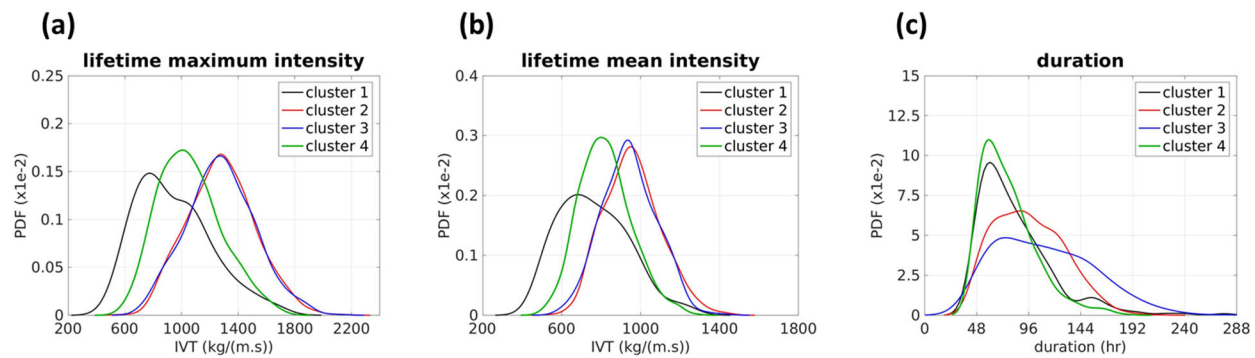 (a)
lifetime maximum intensity
0.25
0.2
0.15
0.1
0.05
0
PDF (x1e-2)
200 600 1000 1400 1800 2200
IVT (kg/(m.s))
cluster 1
cluster 2
cluster 3
cluster 4
(b)
lifetime mean intensity
0.4
0.3
0.2
0.1
0
PDF (x1e-2)
200 600 1000 1400 1800
IVT (kg/(m.s))
cluster 1
cluster 2
cluster 3
cluster 4
(c)
duration
15
12.5
10
7.5
5
2.5
0
PDF (x1e-2)
0 48 96 144 192 240 288
duration (hr)
cluster 1
cluster 2
cluster 3
cluster 4